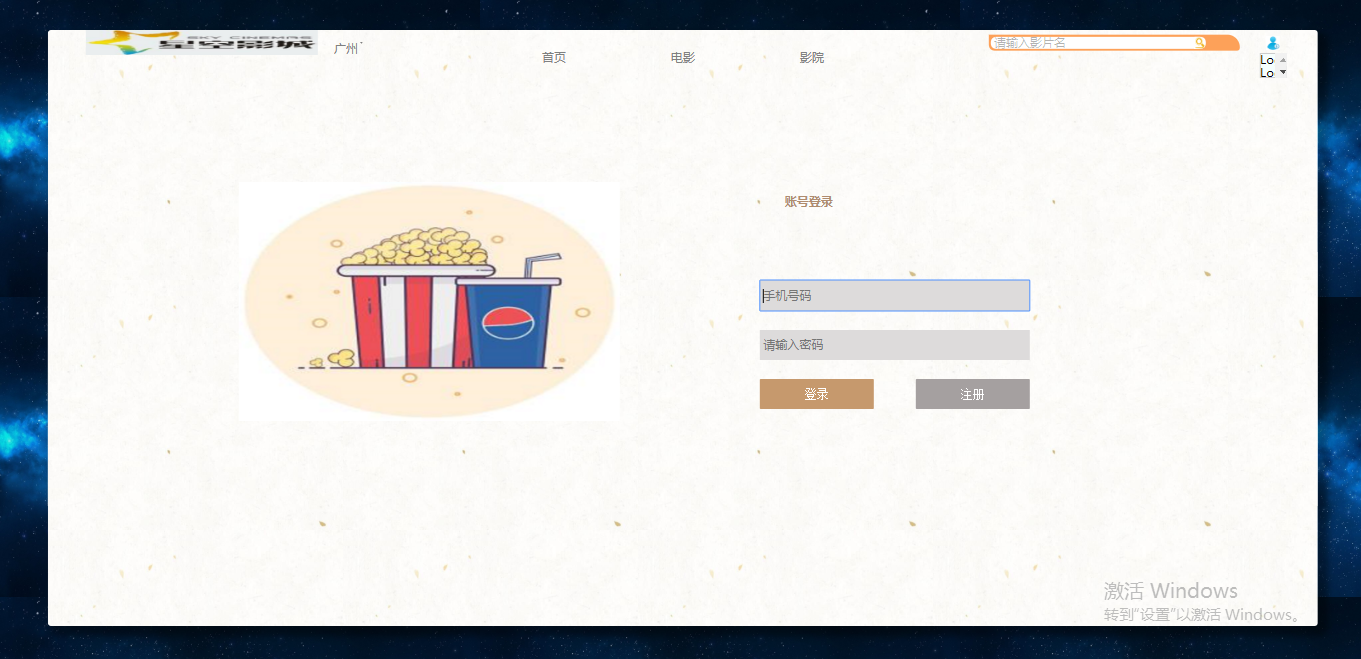 SKY CINEMAS
星空影城
广州
首页
电影
影院
请输入影片名
Lo
Lo
账号登录
手机号码
请输入密码
登录
注册
激活 Windows
转到"设置"以激活 Windows。